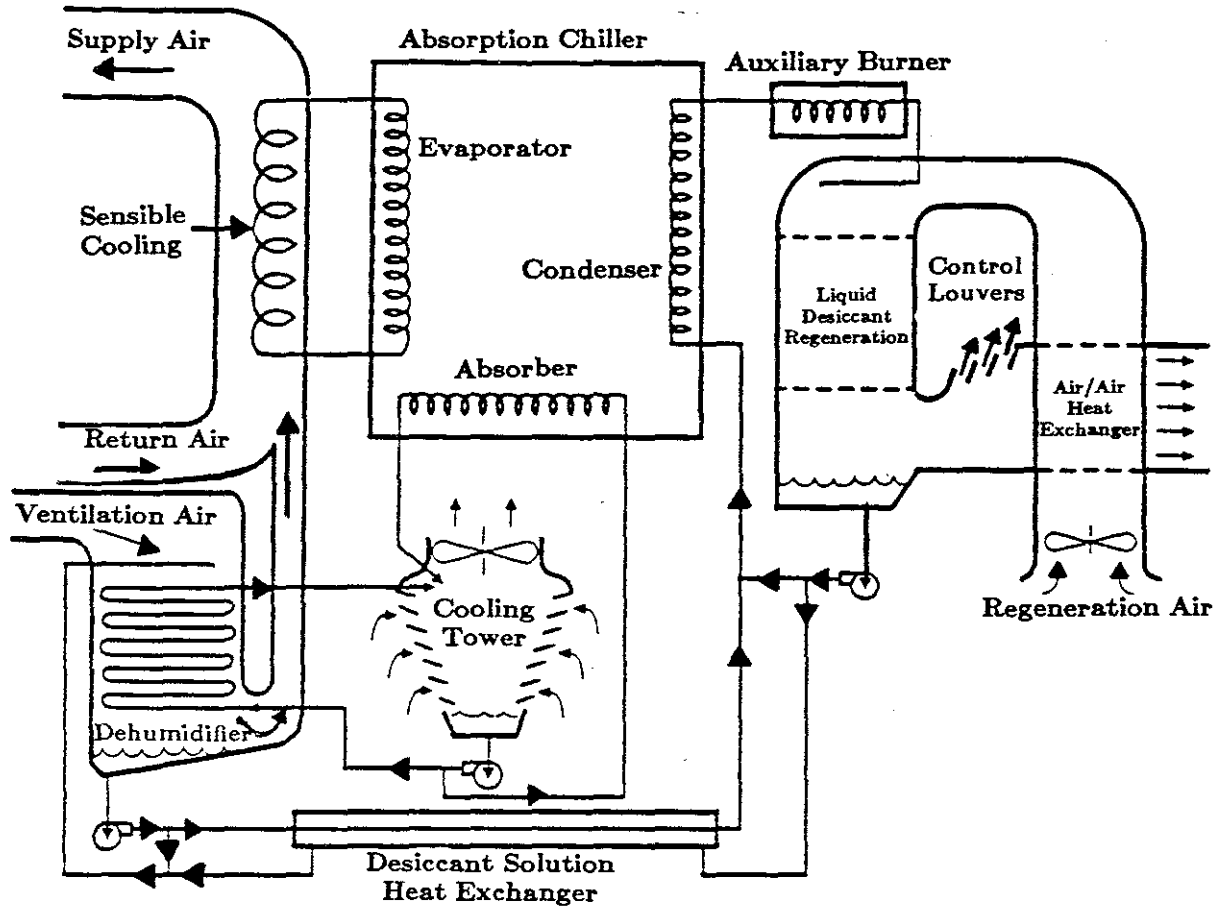 Supply Air
Absorption Chiller
Auxiliary Burner
Evaporator
Sensible
Cooling
Condenser
Control
Louvers
Liquid
Desiccant
Regeneration
Absorber
Air/Air
Heat
Exchanger
Return Air
Ventilation Air
Cooling
Tower
Regeneration Air
Dehumidifier
Desiccant Solution
Heat Exchanger